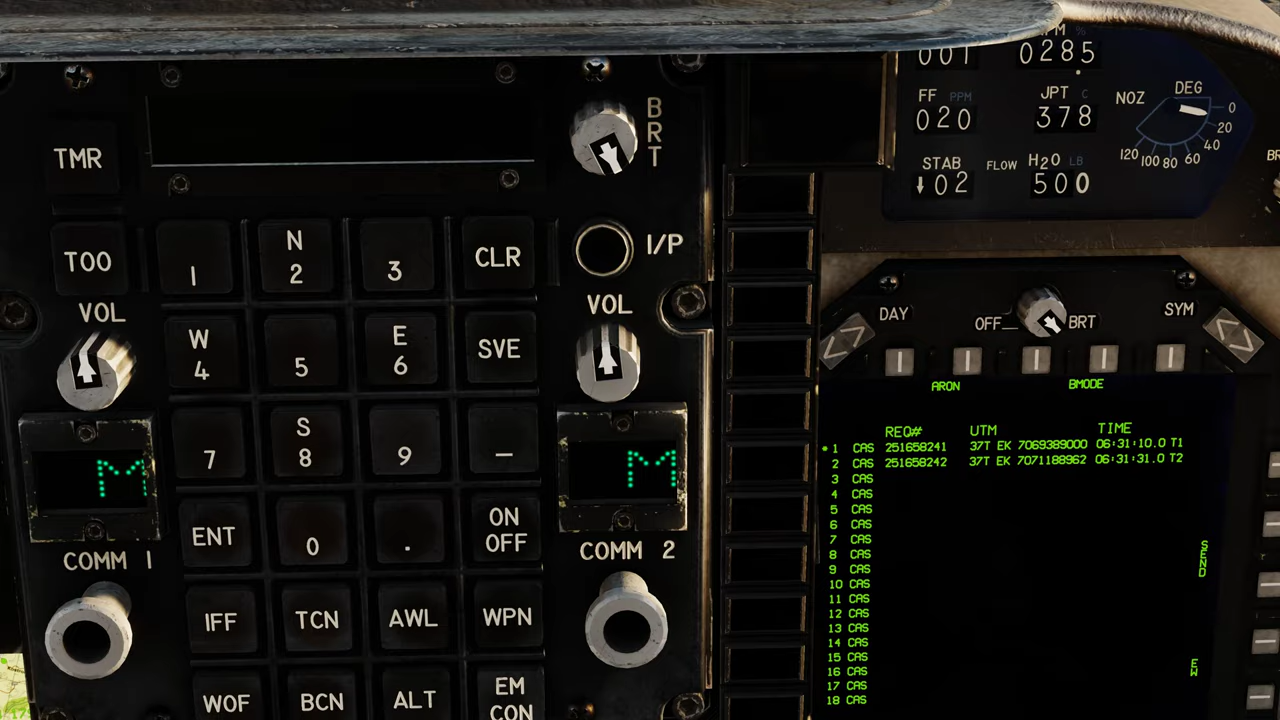 001 0285
FF PPM JPT C
020 378
NOZ DEG
0
20
40
60
80
100
120
STAB FLOW H2O LB
02 500
TMR
BRT
TOO 1 N 2 3 CLR I/P
VOL VOL
W 4 5 E 6 SVE
7 S 8 9 –
M M
ENT 0 . ON OFF
COMM 1 COMM 2
IFF TCN AWL WPN
WOF BCN ALT EM CON
DAY OFF BRT SYM
ARON BMODE
REQ# UTM TIME
*1 CAS 251658241 37T EK 7069389000 06:31:10.0 T1
2 CAS 251658242 37T EK 7071188962 06:31:31.0 T2
3 CAS
4 CAS
5 CAS
6 CAS
7 CAS
8 CAS
9 CAS
10 CAS
11 CAS
12 CAS
13 CAS
14 CAS
15 CAS
16 CAS
17 CAS
18 CAS
SEND
EW